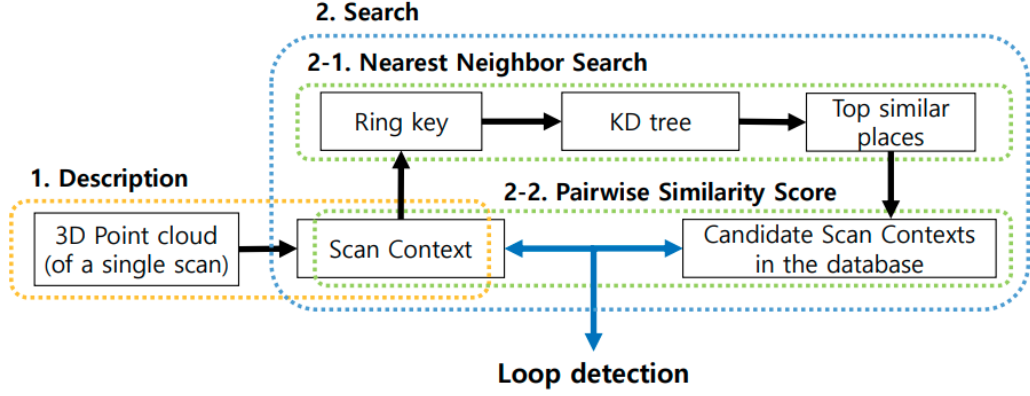 2. Search
2-1. Nearest Neighbor Search
Ring key
KD tree
Top similar
places
1. Description
2-2. Pairwise Similarity Score
3D Point cloud
(of a single scan)
Scan Context
Candidate Scan Contexts
in the database
Loop detection